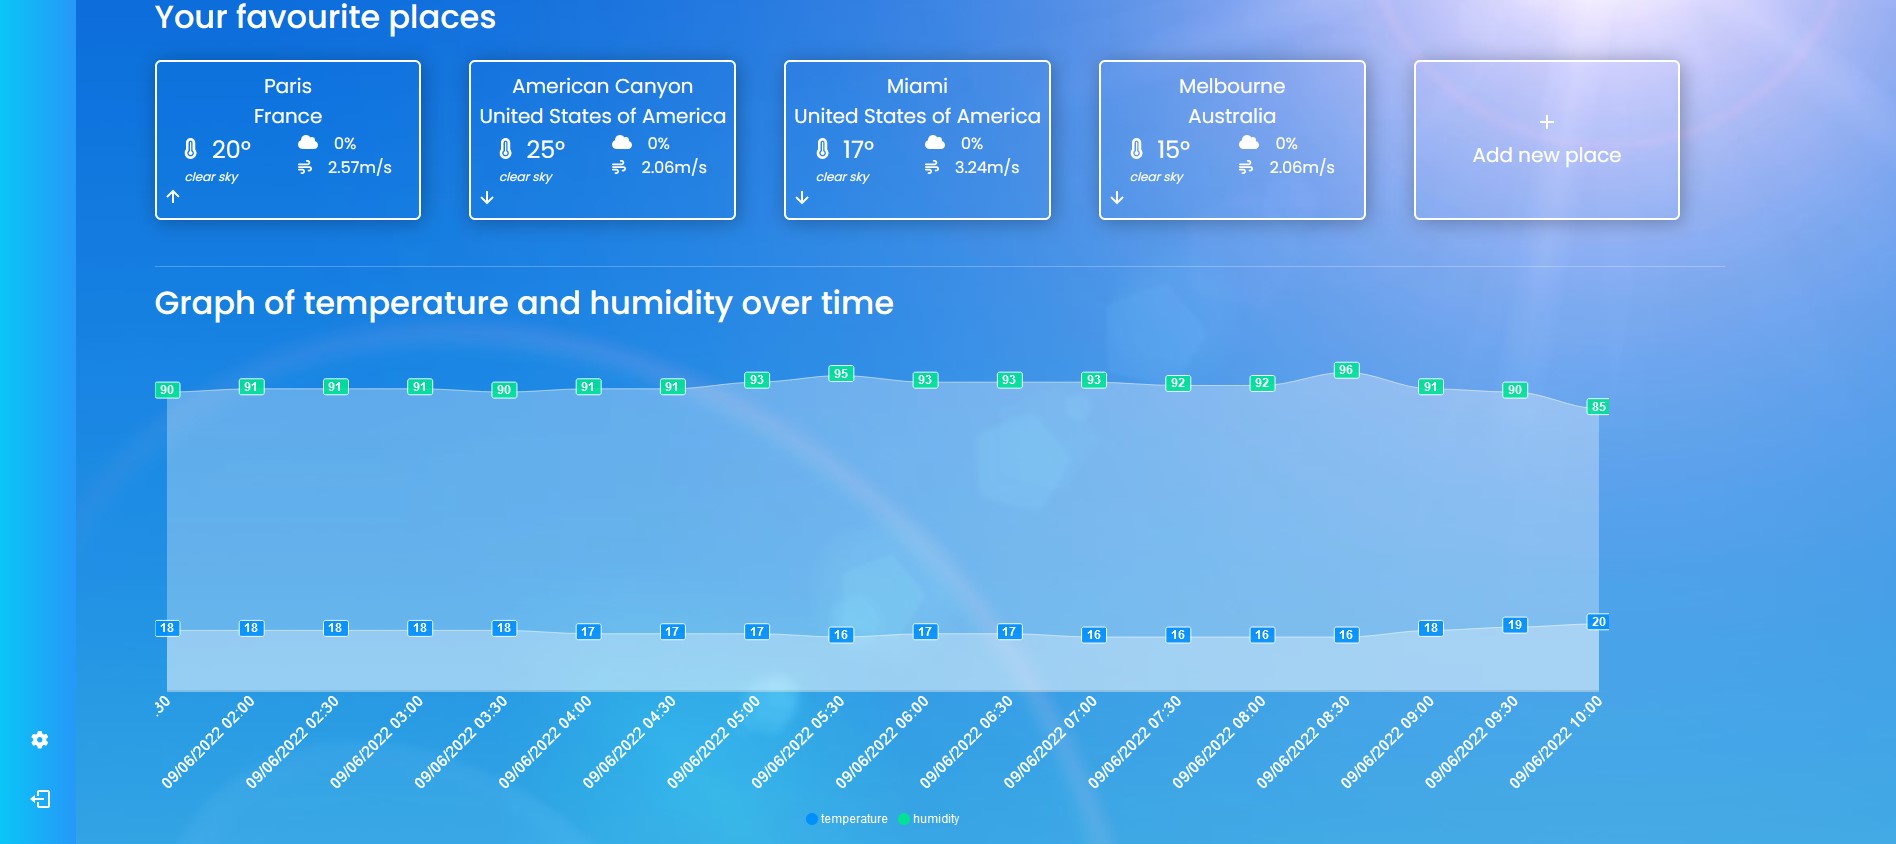 Your favourite places
Paris
France
20°
0%
2.57m/s
clear sky
American Canyon
United States of America
25°
0%
2.06m/s
clear sky
Miami
United States of America
17°
0%
3.24m/s
clear sky
Melbourne
Australia
15°
0%
2.06m/s
clear sky
+
Add new place
Graph of temperature and humidity over time
90 91 91 91 90 91 91 93 95 93 93 93 92 92 96 91 90 85
18 18 18 18 18 17 17 17 16 17 17 16 16 16 16 18 19 20
:30
09/06/2022 02:00
09/06/2022 02:30
09/06/2022 03:00
09/06/2022 03:30
09/06/2022 04:00
09/06/2022 04:30
09/06/2022 05:00
09/06/2022 05:30
09/06/2022 06:00
09/06/2022 06:30
09/06/2022 07:00
09/06/2022 07:30
09/06/2022 08:00
09/06/2022 08:30
09/06/2022 09:00
09/06/2022 09:30
09/06/2022 10:00
temperature humidity